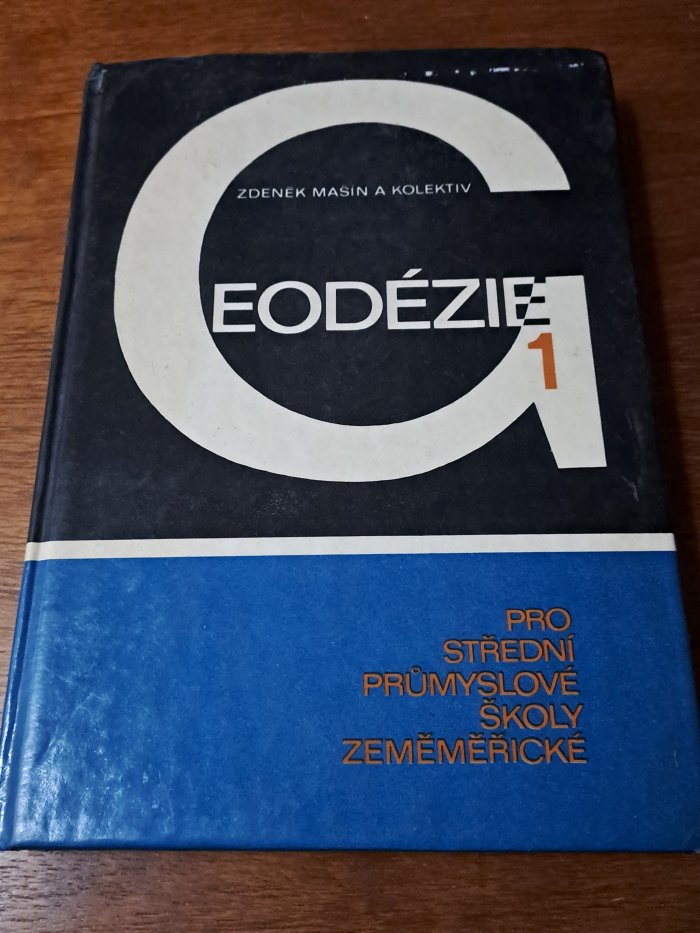 ZDENĚK MAŠÍN A KOLEKTIV
GEODÉZIE
1
PRO
STŘEDNÍ
PRŮMYSLOVÉ
ŠKOLY
ZEMĚMĚŘICKÉ